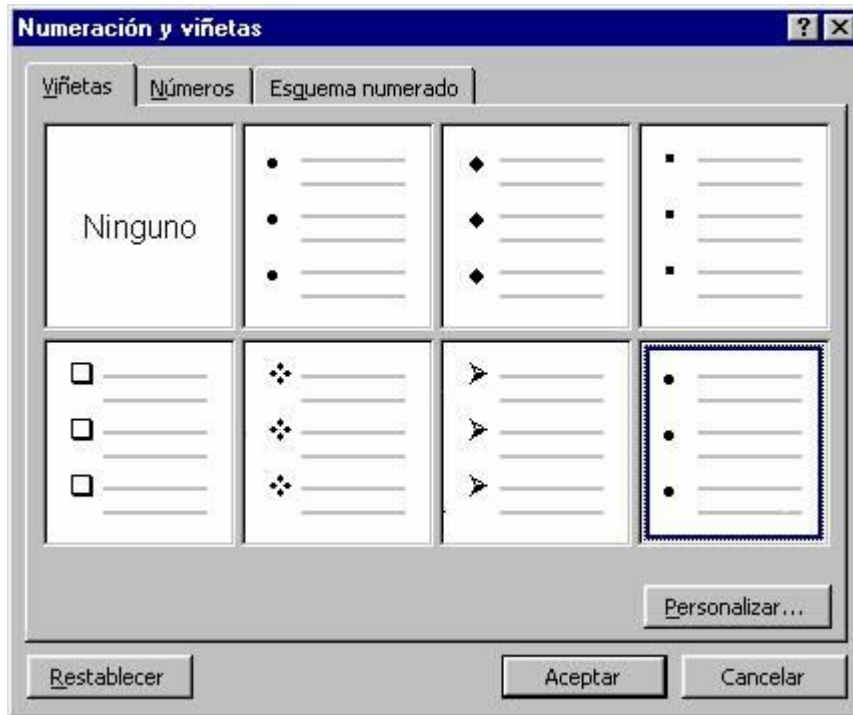 Numeración y viñetas
Viñetas Números Esquema numerado
Ninguno
Personalizar...
Restablecer Aceptar Cancelar